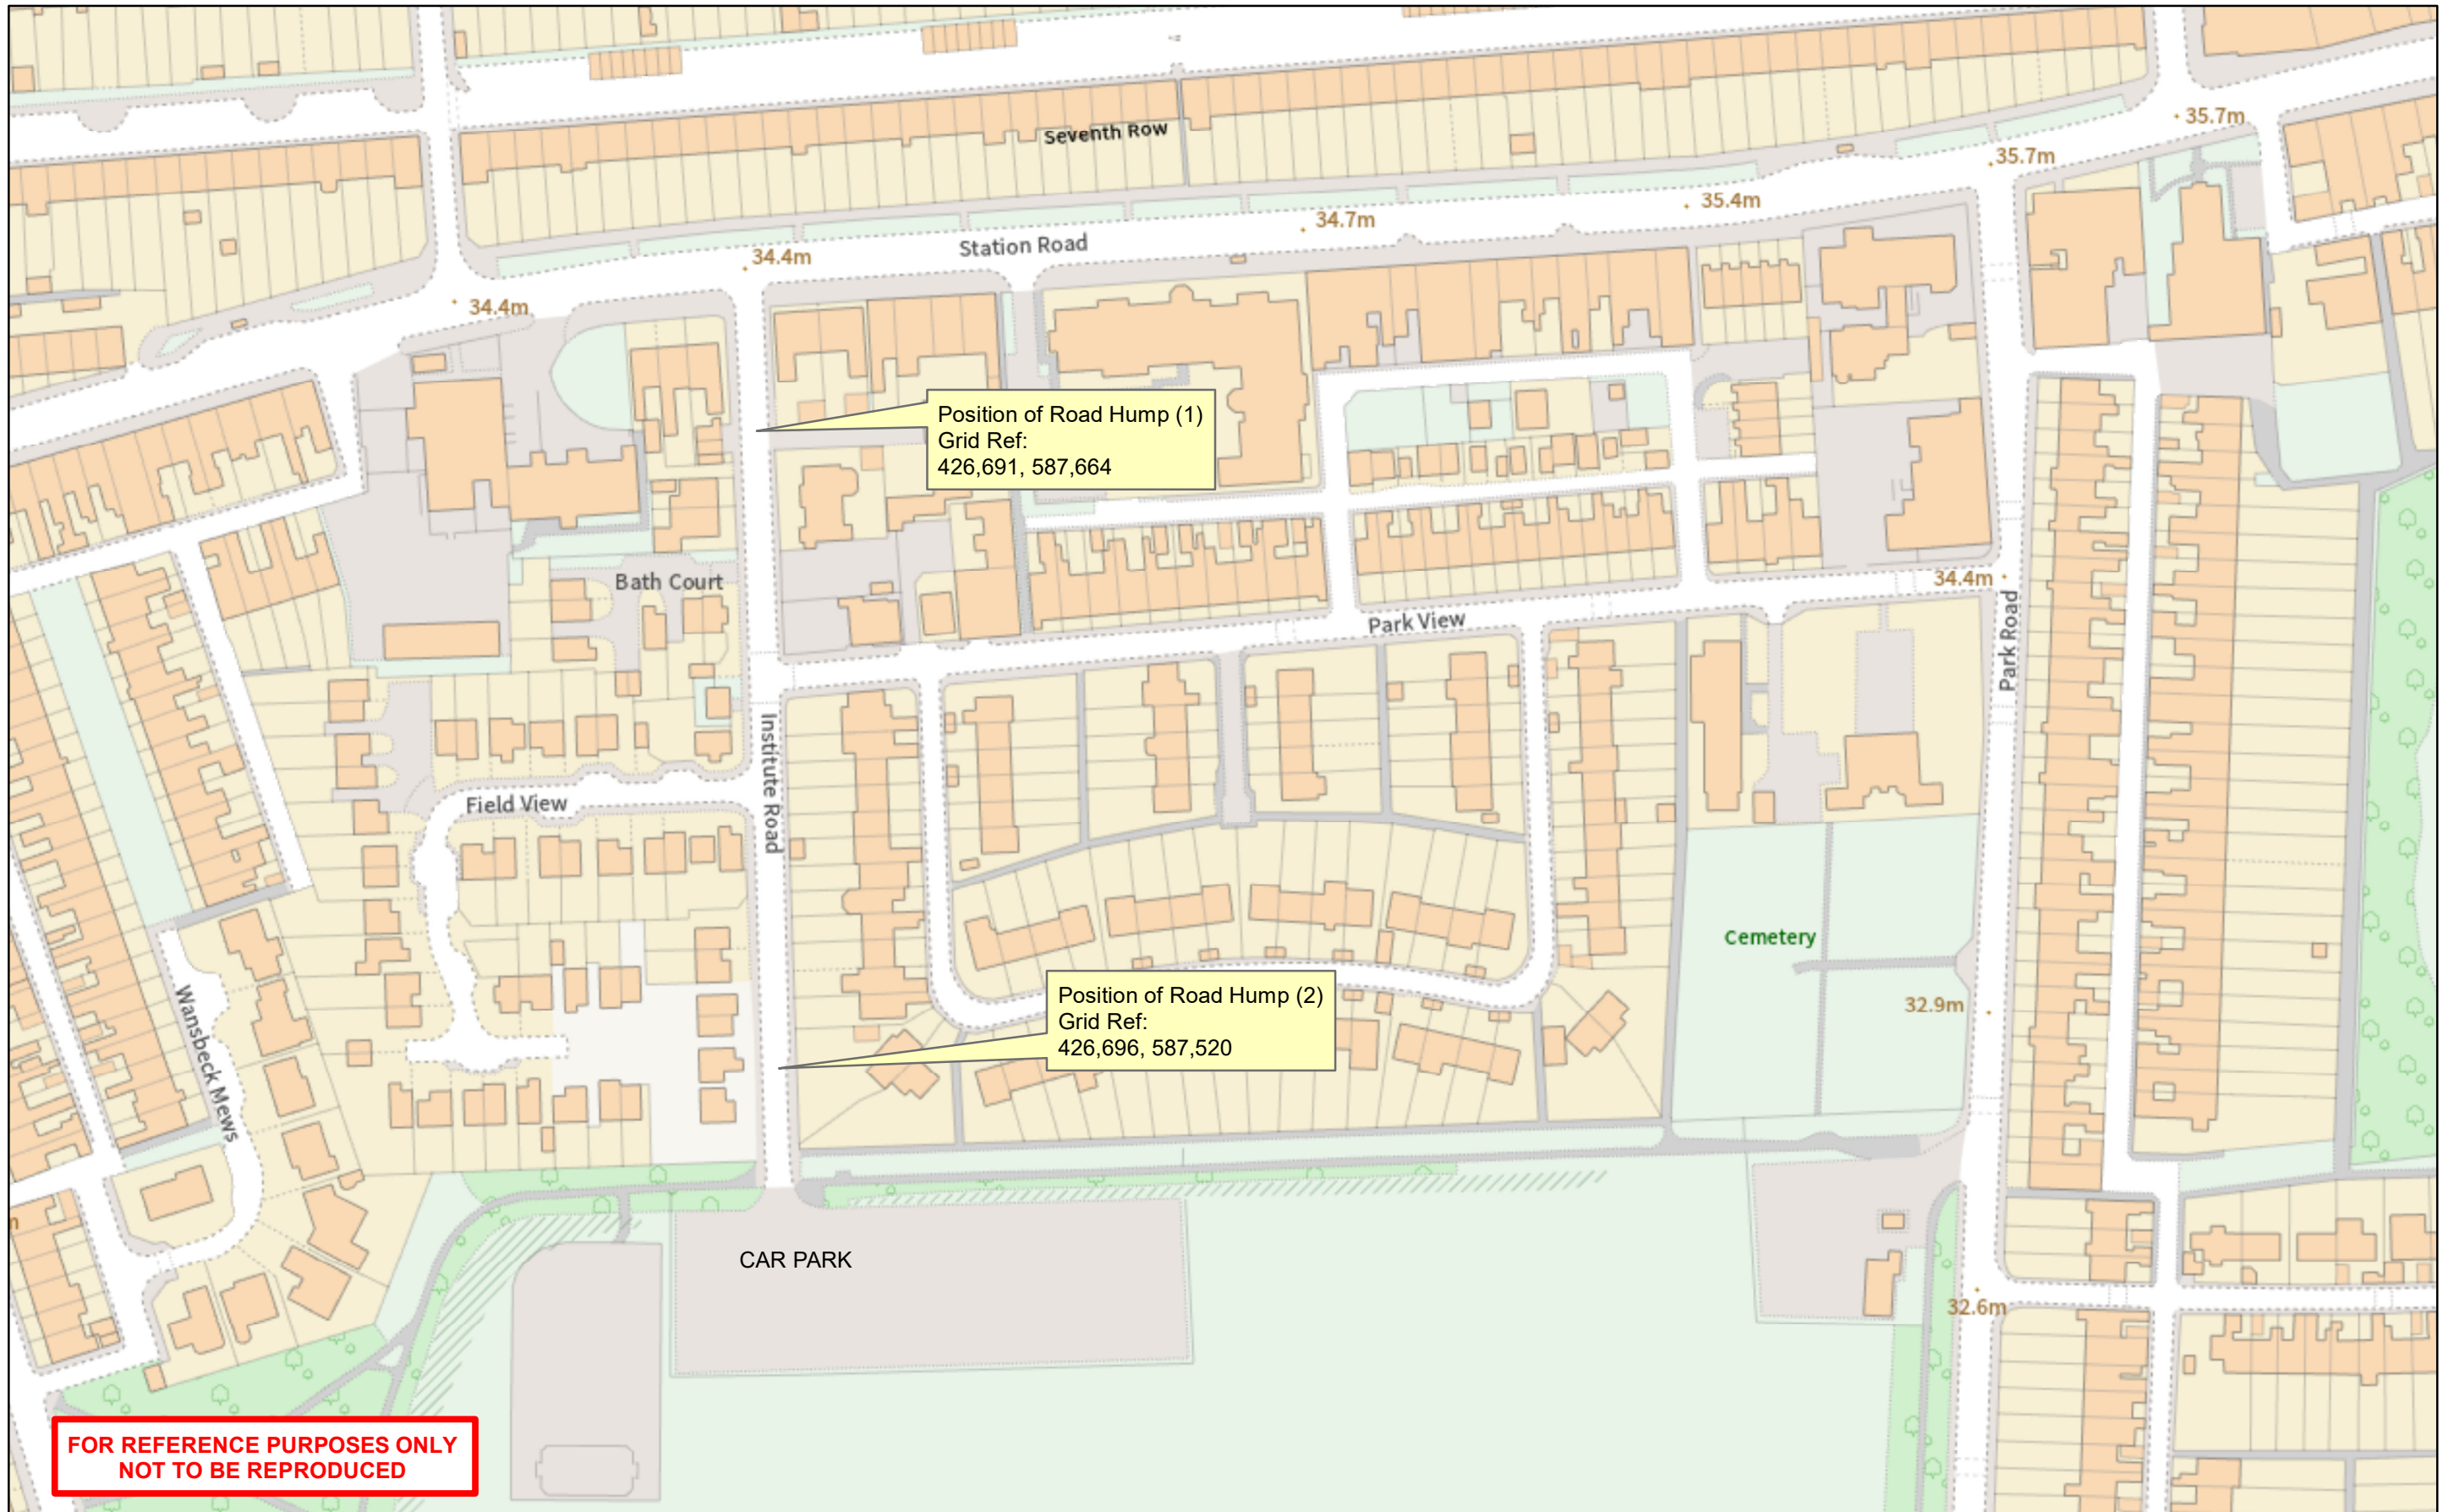 Seventh Row
35.7m
35.7m
35.4m
34.7m
Station Road
34.4m
34.4m
Position of Road Hump (1)
Grid Ref:
426,691, 587,664
Bath Court
34.4m
Park View
Park Road
Institute Road
Field View
Cemetery
Wansbeck Mews
Position of Road Hump (2)
Grid Ref:
426,696, 587,520
32.9m
CAR PARK
32.6m
FOR REFERENCE PURPOSES ONLY
NOT TO BE REPRODUCED